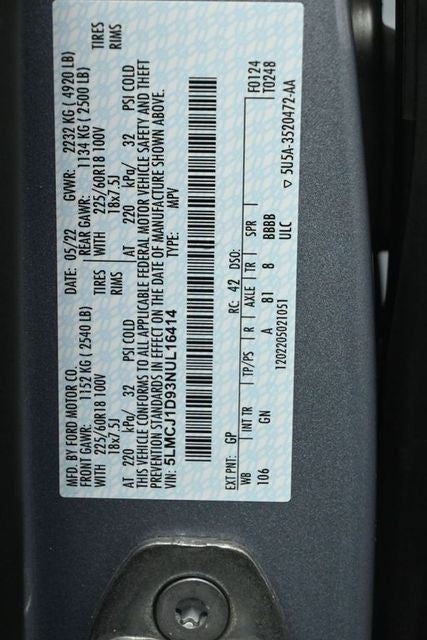 MFD. BY FORD MOTOR CO. DATE: 05/22 GVWR: 2232 KG ( 4920 LB)
FRONT GAWR: 1152 KG ( 2540 LB) REAR GAWR: 1134 KG ( 2500 LB)
WITH 225/60R18 100V TIRES WITH 225/60R18 100V TIRES
18x7.5J RIMS 18x7.5J RIMS
AT 220 kPa/ 32 PSI COLD AT 220 kPa/ 32 PSI COLD
THIS VEHICLE CONFORMS TO ALL APPLICABLE FEDERAL MOTOR VEHICLE SAFETY AND THEFT
PREVENTION STANDARDS IN EFFECT ON THE DATE OF MANUFACTURE SHOWN ABOVE.
VIN: 5LMCJ1D93NUL16414 TYPE: MPV
F0124
T0248
EXT PNT: GP RC: 42 DSO:
WB INT TR TP/PS R AXLE TR SPR
106 GN A 81 8 BBBB
ULC
1202205021051
▽ 5U5A-3520472-AA